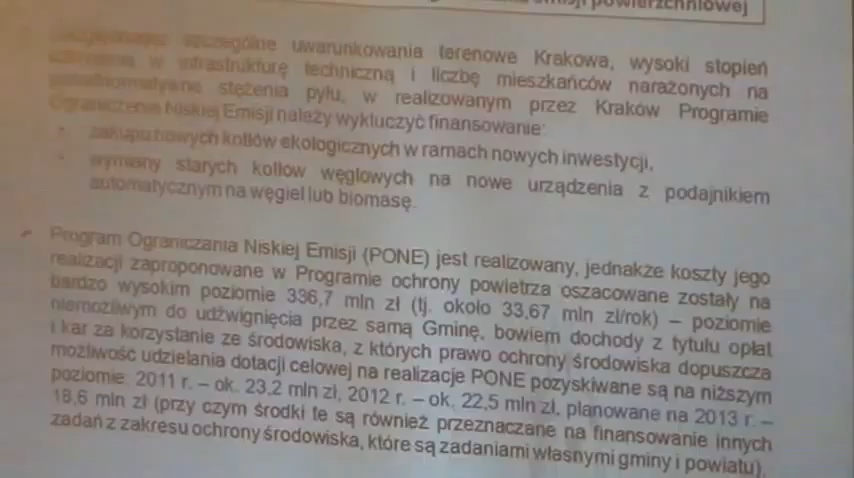 emisji powierzchniowej
szczególne uwarunkowania terenowe Krakowa, wysoki stopień
w infrastrukturę techniczną i liczbę mieszkańców narażonych na
stężenia pyłu, w realizowanym przez Kraków Programie
Ograniczenia Niskiej Emisji należy wykluczyć finansowanie:
zakupu nowych kotłów ekologicznych w ramach nowych inwestycji,
wymiany starych kotłów węglowych na nowe urządzenia z podajnikiem
automatycznym na węgiel lub biomasę.
Program Ograniczania Niskiej Emisji (PONE) jest realizowany, jednakże koszty jego
realizacji zaproponowane w Programie ochrony powietrza oszacowane zostały na
bardzo wysokim poziomie 336,7 mln zł (tj. około 33,67 mln zł/rok) – poziomie
niemożliwym do udźwignięcia przez samą Gminę, bowiem dochody z tytułu opłat
i kar za korzystanie ze środowiska, z których prawo ochrony środowiska dopuszcza
możliwość udzielania dotacji celowej na realizacje PONE pozyskiwane są na niższym
poziomie: 2011 r. – ok. 23,2 mln zł, 2012 r. – ok. 22,5 mln zł, planowane na 2013 r. –
18,6 mln zł (przy czym środki te są również przeznaczane na finansowanie innych
zadań z zakresu ochrony środowiska, które są zadaniami własnymi gminy i powiatu).